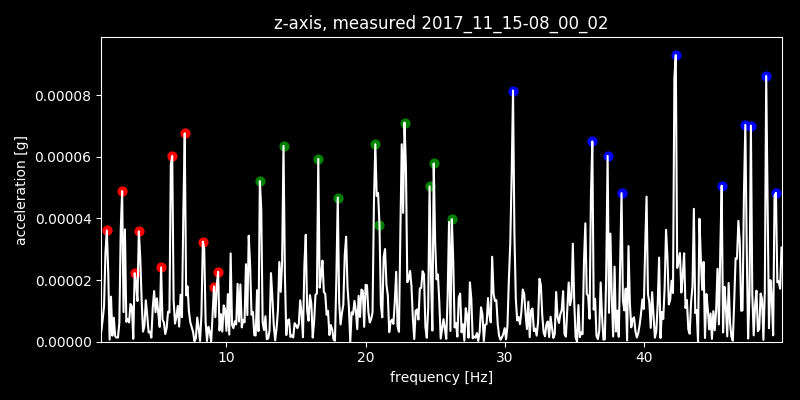 z-axis, measured 2017_11_15-08_00_02
0.00008
0.00006
0.00004
0.00002
0.00000
acceleration [g]
10 20 30 40
frequency [Hz]